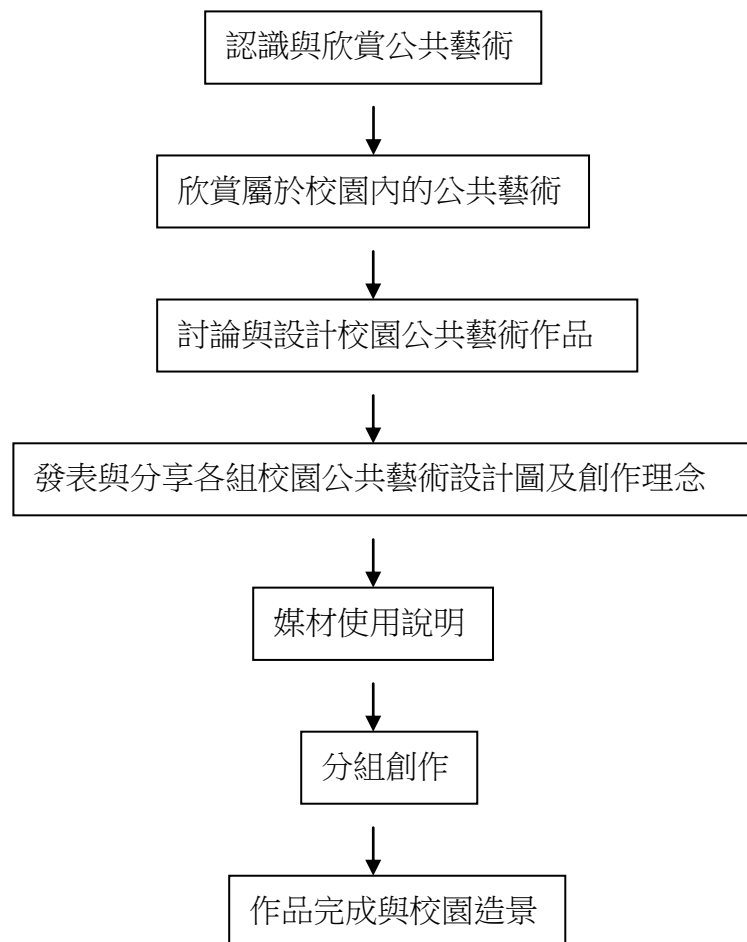 認識與欣賞公共藝術
欣賞屬於校園內的公共藝術
討論與設計校園公共藝術作品
發表與分享各組校園公共藝術設計圖及創作理念
媒材使用說明
分組創作
作品完成與校園造景